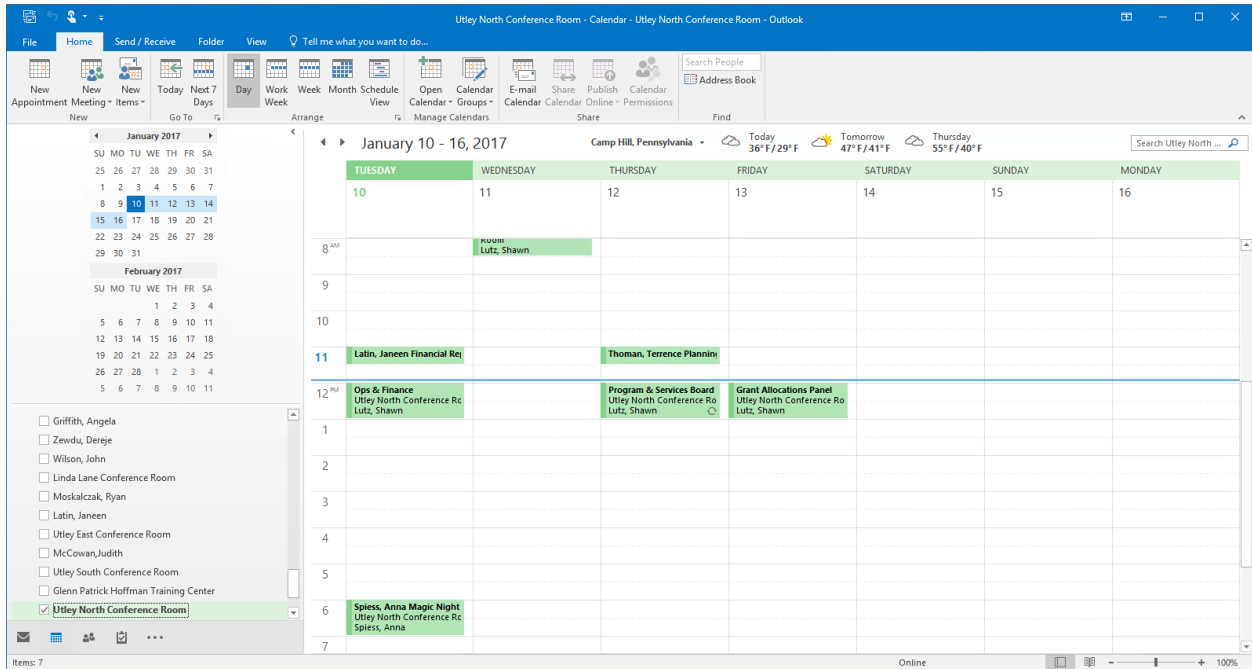 Utley North Conference Room - Calendar - Utley North Conference Room - Outlook
File Home Send / Receive Folder View Tell me what you want to do...
New Appointment
New Meeting
New Items
Today
Next 7 Days
Day
Work Week
Week
Month
Schedule View
Open Calendar
Calendar Groups
E-mail Calendar
Share Calendar
Publish Online
Calendar Permissions
Search People
Address Book
New Go To Arrange Manage Calendars Share Find
January 2017
SU MO TU WE TH FR SA
25 26 27 28 29 30 31
1 2 3 4 5 6 7
8 9 10 11 12 13 14
15 16 17 18 19 20 21
22 23 24 25 26 27 28
29 30 31
February 2017
SU MO TU WE TH FR SA
1 2 3 4
5 6 7 8 9 10 11
12 13 14 15 16 17 18
19 20 21 22 23 24 25
26 27 28 1 2 3 4
5 6 7 8 9 10 11
Griffith, Angela
Zewdu, Dereje
Wilson, John
Linda Lane Conference Room
Moskalczak, Ryan
Latin, Janeen
Utley East Conference Room
McCowan,Judith
Utley South Conference Room
Glenn Patrick Hoffman Training Center
Utley North Conference Room
January 10 - 16, 2017
Camp Hill, Pennsylvania
Today
36° F / 29° F
Tomorrow
47° F / 41° F
Thursday
55° F / 40° F
Search Utley North ...
TUESDAY WEDNESDAY THURSDAY FRIDAY SATURDAY SUNDAY MONDAY
10 11 12 13 14 15 16
8 AM
Room
Lutz, Shawn
9
10
11
Latin, Janeen Financial Rep
Thoman, Terrence Planning
12 PM
Ops & Finance
Utley North Conference Rc
Lutz, Shawn
Program & Services Board
Utley North Conference Ro
Lutz, Shawn
Grant Allocations Panel
Utley North Conference Ro
Lutz, Shawn
1
2
3
4
5
6
Spiess, Anna Magic Night
Utley North Conference Rc
Spiess, Anna
7
Items: 7
Online
100%